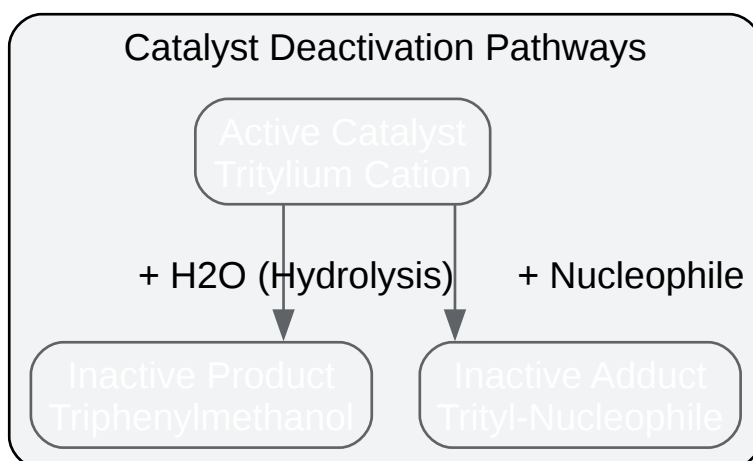 Catalyst Deactivation Pathways
Active Catalyst
Tritylium Cation
+ H2O (Hydrolysis)
+ Nucleophile
Inactive Product
Triphenylmethanol
Inactive Adduct
Trityl-Nucleophile